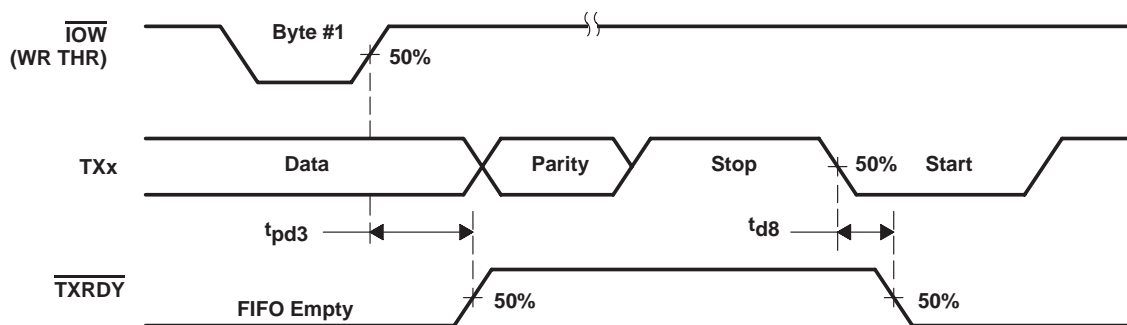 IOW
(WR THR)
Byte #1
50%
TXx
Data
Parity
Stop
50%
Start
tpd3
td8
TXRDY
FIFO Empty
50%
50%